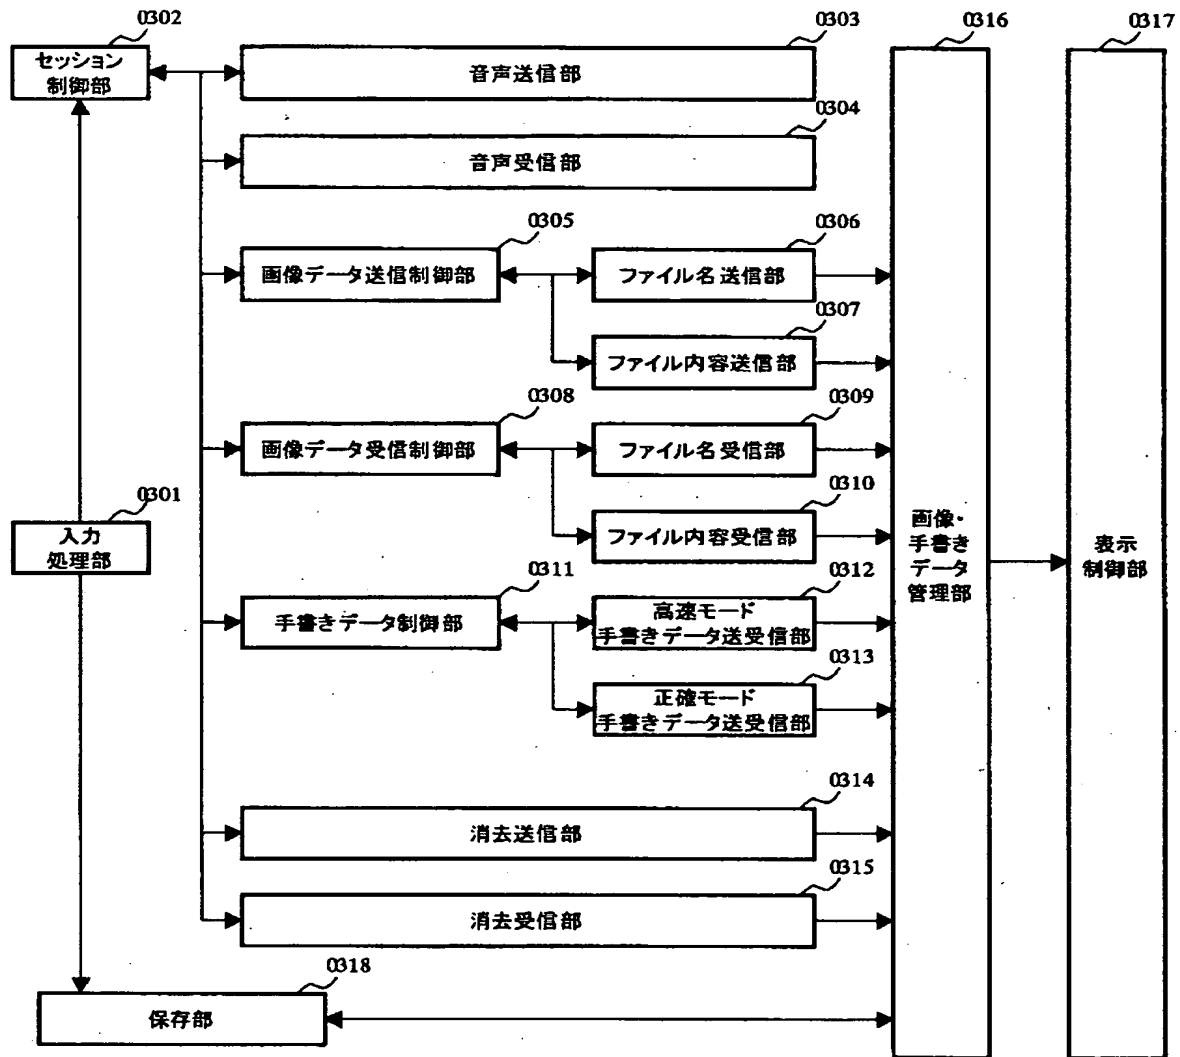 0302
セッション
制御部
0303
音声送信部
0304
音声受信部
0305
画像データ送信制御部
0306
ファイル名送信部
0307
ファイル内容送信部
0308
画像データ受信制御部
0309
ファイル名受信部
0310
ファイル内容受信部
0301
入力
処理部
0311
手書きデータ制御部
0312
高速モード
手書きデータ送受信部
0313
正確モード
手書きデータ送受信部
0314
消去送信部
0315
消去受信部
0318
保存部
0316
画像・
手書き
データ
管理部
0317
表示
制御部